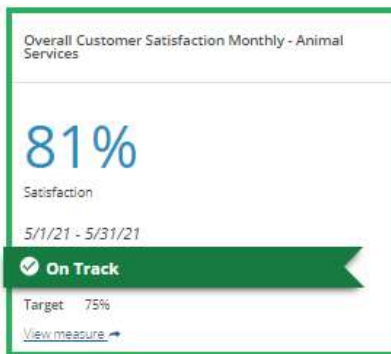 Overall Customer Satisfaction Monthly - Animal
Services
81%
Satisfaction
5/1/21 - 5/31/21
On Track
Target 75%
View measure